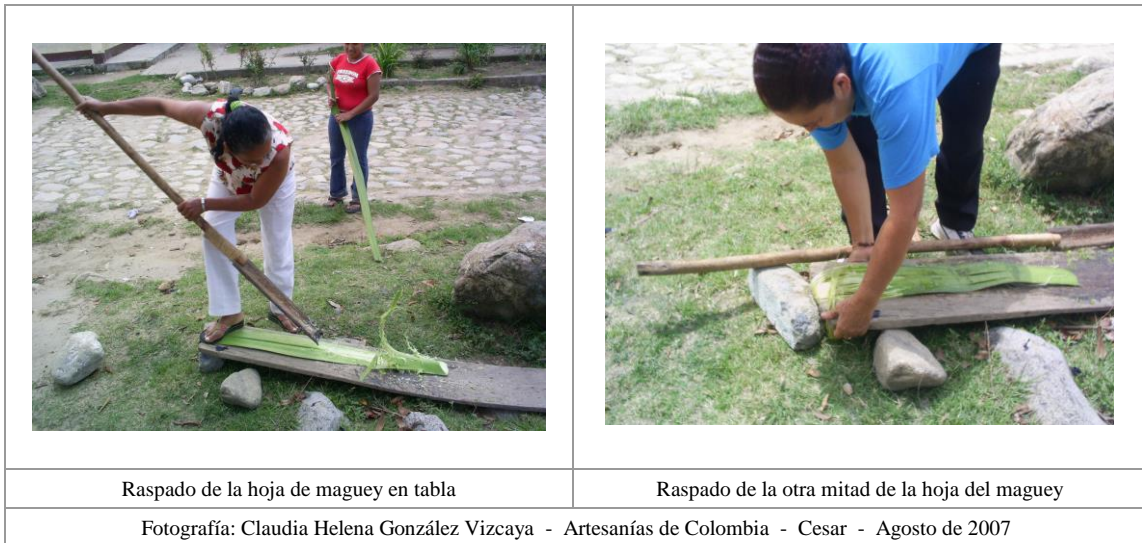 Raspado de la hoja de maguey en tabla
Raspado de la otra mitad de la hoja del maguey
Fotografía: Claudia Helena González Vizcaya - Artesanías de Colombia - Cesar - Agosto de 2007